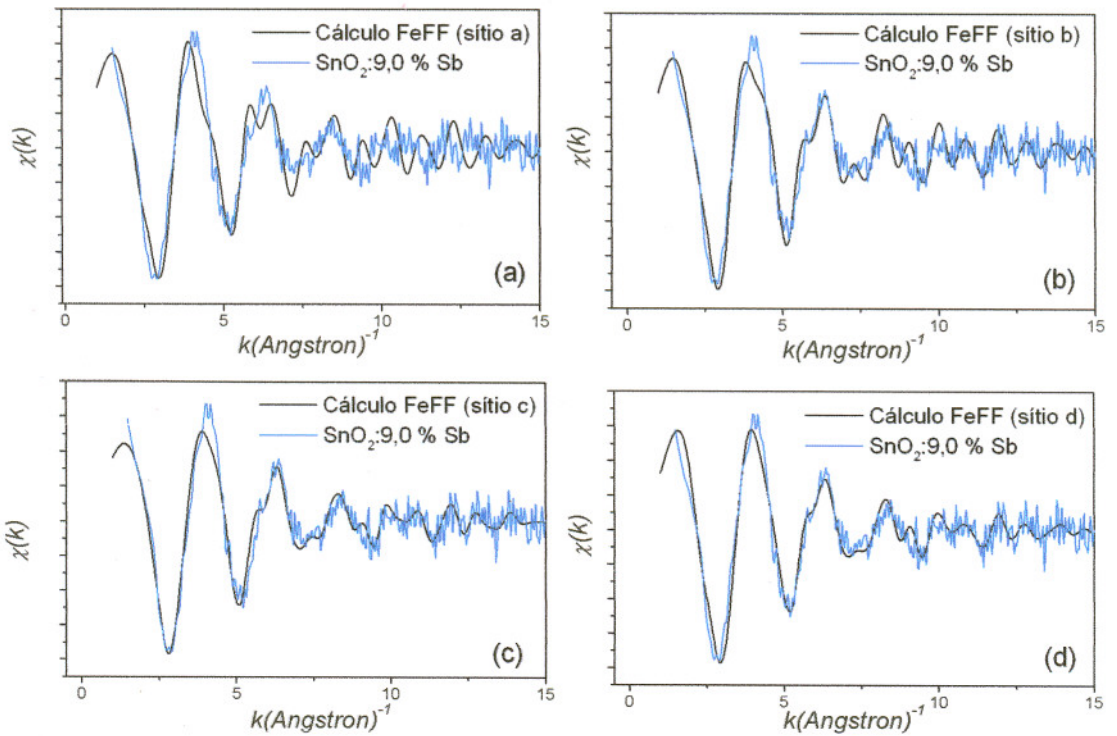 Cálculo FeFF (sítio a)
SnO₂:9,0 % Sb
χ(k)
(a)
0 5 10 15
k(Angstron)⁻¹
Cálculo FeFF (sítio b)
SnO₂:9,0 % Sb
χ(k)
(b)
0 5 10 15
k(Angstron)⁻¹
Cálculo FeFF (sítio c)
SnO₂:9,0 % Sb
χ(k)
(c)
0 5 10 15
k(Angstron)⁻¹
Cálculo FeFF (sítio d)
SnO₂:9,0 % Sb
χ(k)
(d)
0 5 10 15
k(Angstron)⁻¹